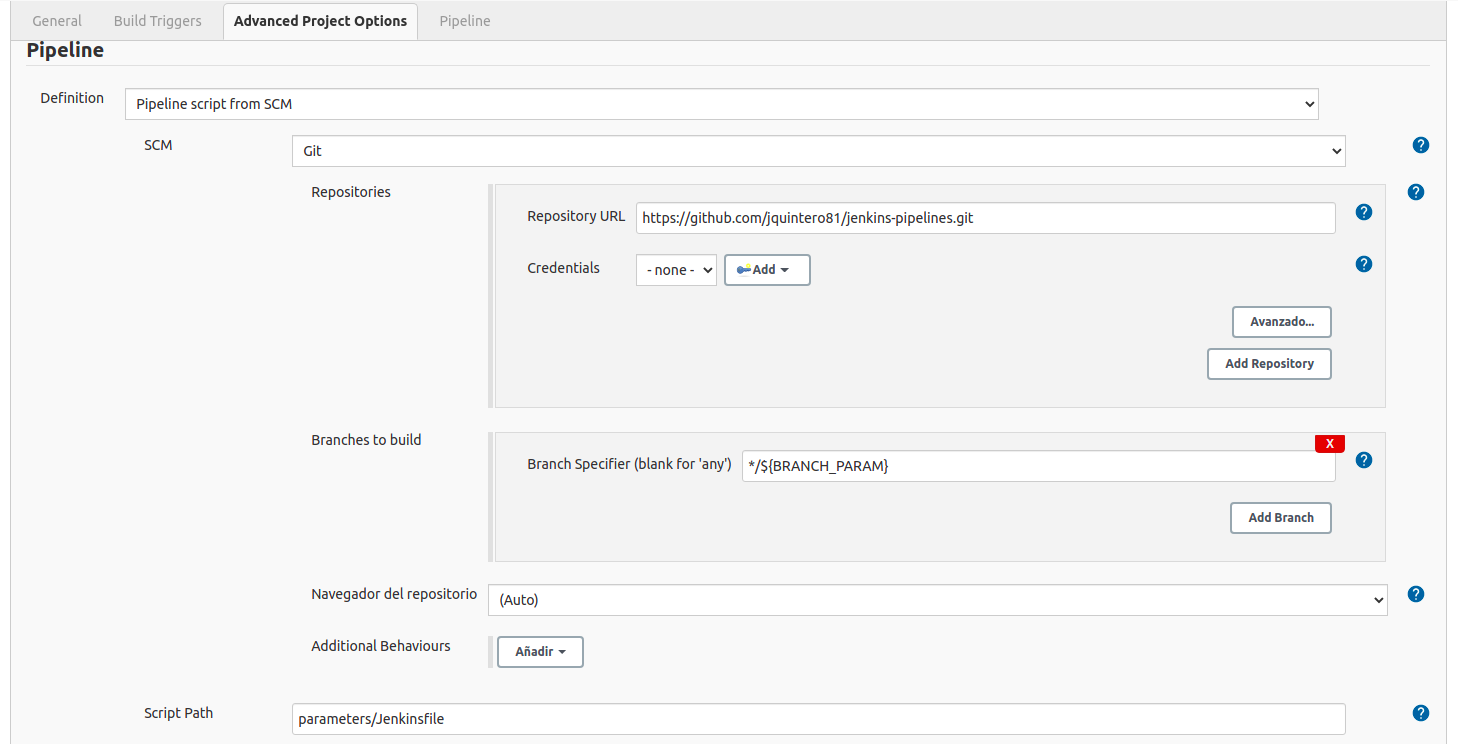 General Build Triggers Advanced Project Options Pipeline
Pipeline
Definition Pipeline script from SCM
SCM Git
Repositories
Repository URL https://github.com/jquintero81/jenkins-pipelines.git
Credentials - none - Add
Avanzado...
Add Repository
Branches to build
X
Branch Specifier (blank for 'any') */${BRANCH_PARAM}
Add Branch
Navegador del repositorio (Auto)
Additional Behaviours Añadir
Script Path parameters/Jenkinsfile